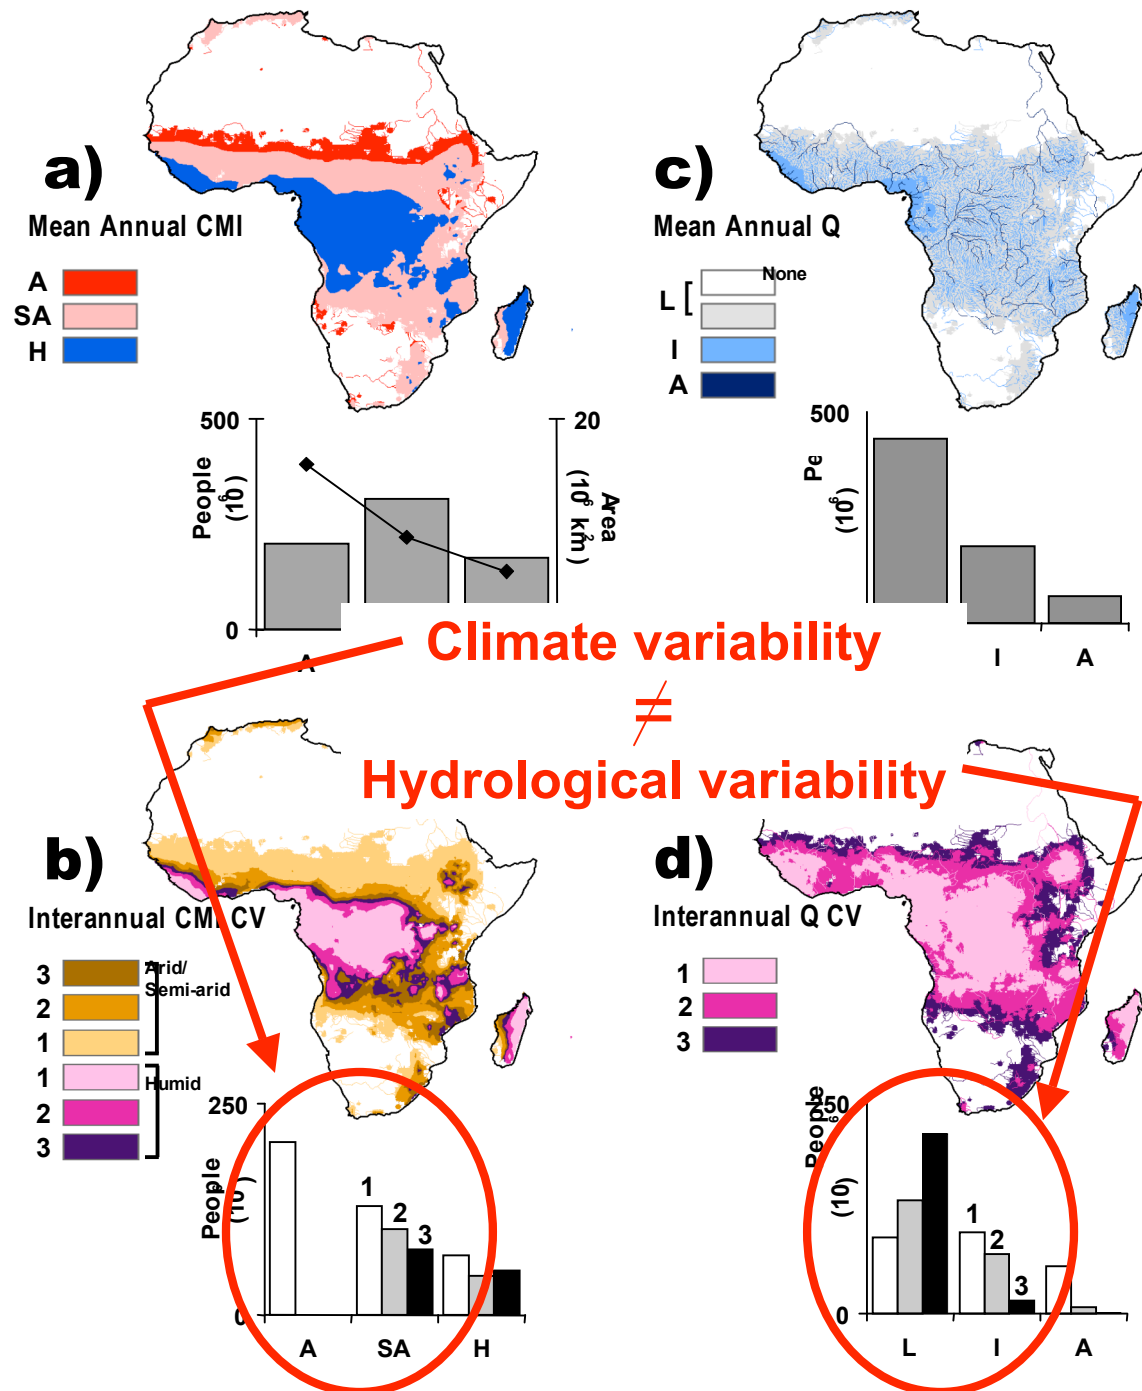 a)
Mean Annual CMI
A
SA
H
500
0
People
(10⁶)
20
Area
(10⁶ km²)
A
c)
Mean Annual Q
None
L
I
A
500
(10⁶)
I
A
Climate variability
≠
Hydrological variability
b)
Interannual CMI CV
3
2
1
1
2
3
Arid/
Semi-arid
Humid
250
0
People
1
2
3
A
SA
H
d)
Interannual Q CV
1
2
3
People
0
1
2
3
L
I
A